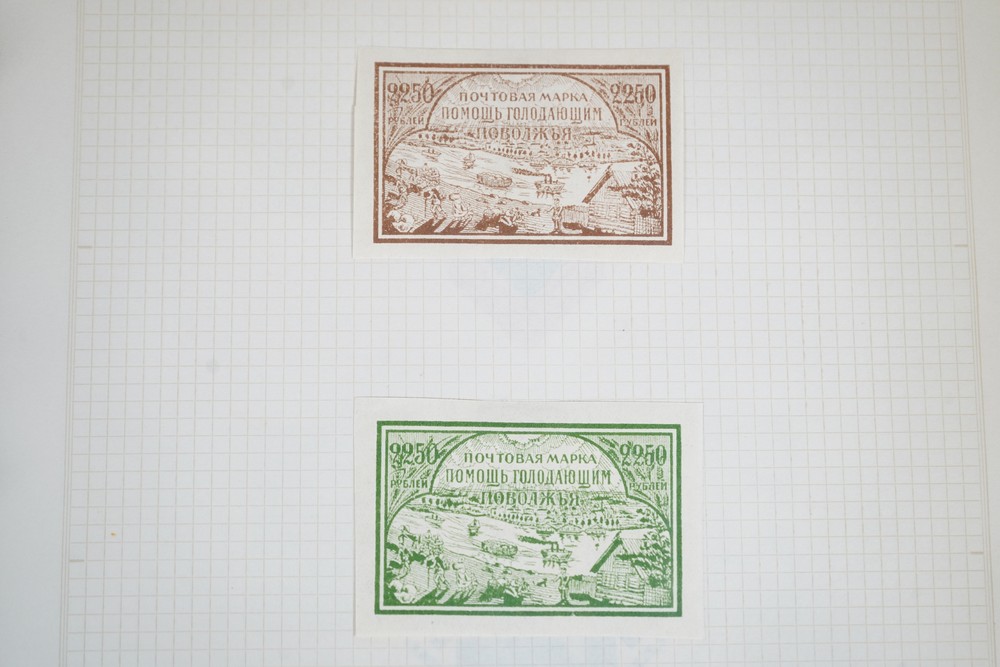 2250 ПОЧТОВАЯ МАРКА 2250
РУБЛЕЙ ПОМОЩЬ ГОЛОДАЮЩИМ РУБЛЕЙ
ПОВОЛЖЬЯ
2250 ПОЧТОВАЯ МАРКА 2250
РУБЛЕЙ ПОМОЩЬ ГОЛОДАЮЩИМ РУБЛЕЙ
ПОВОЛЖЬЯ